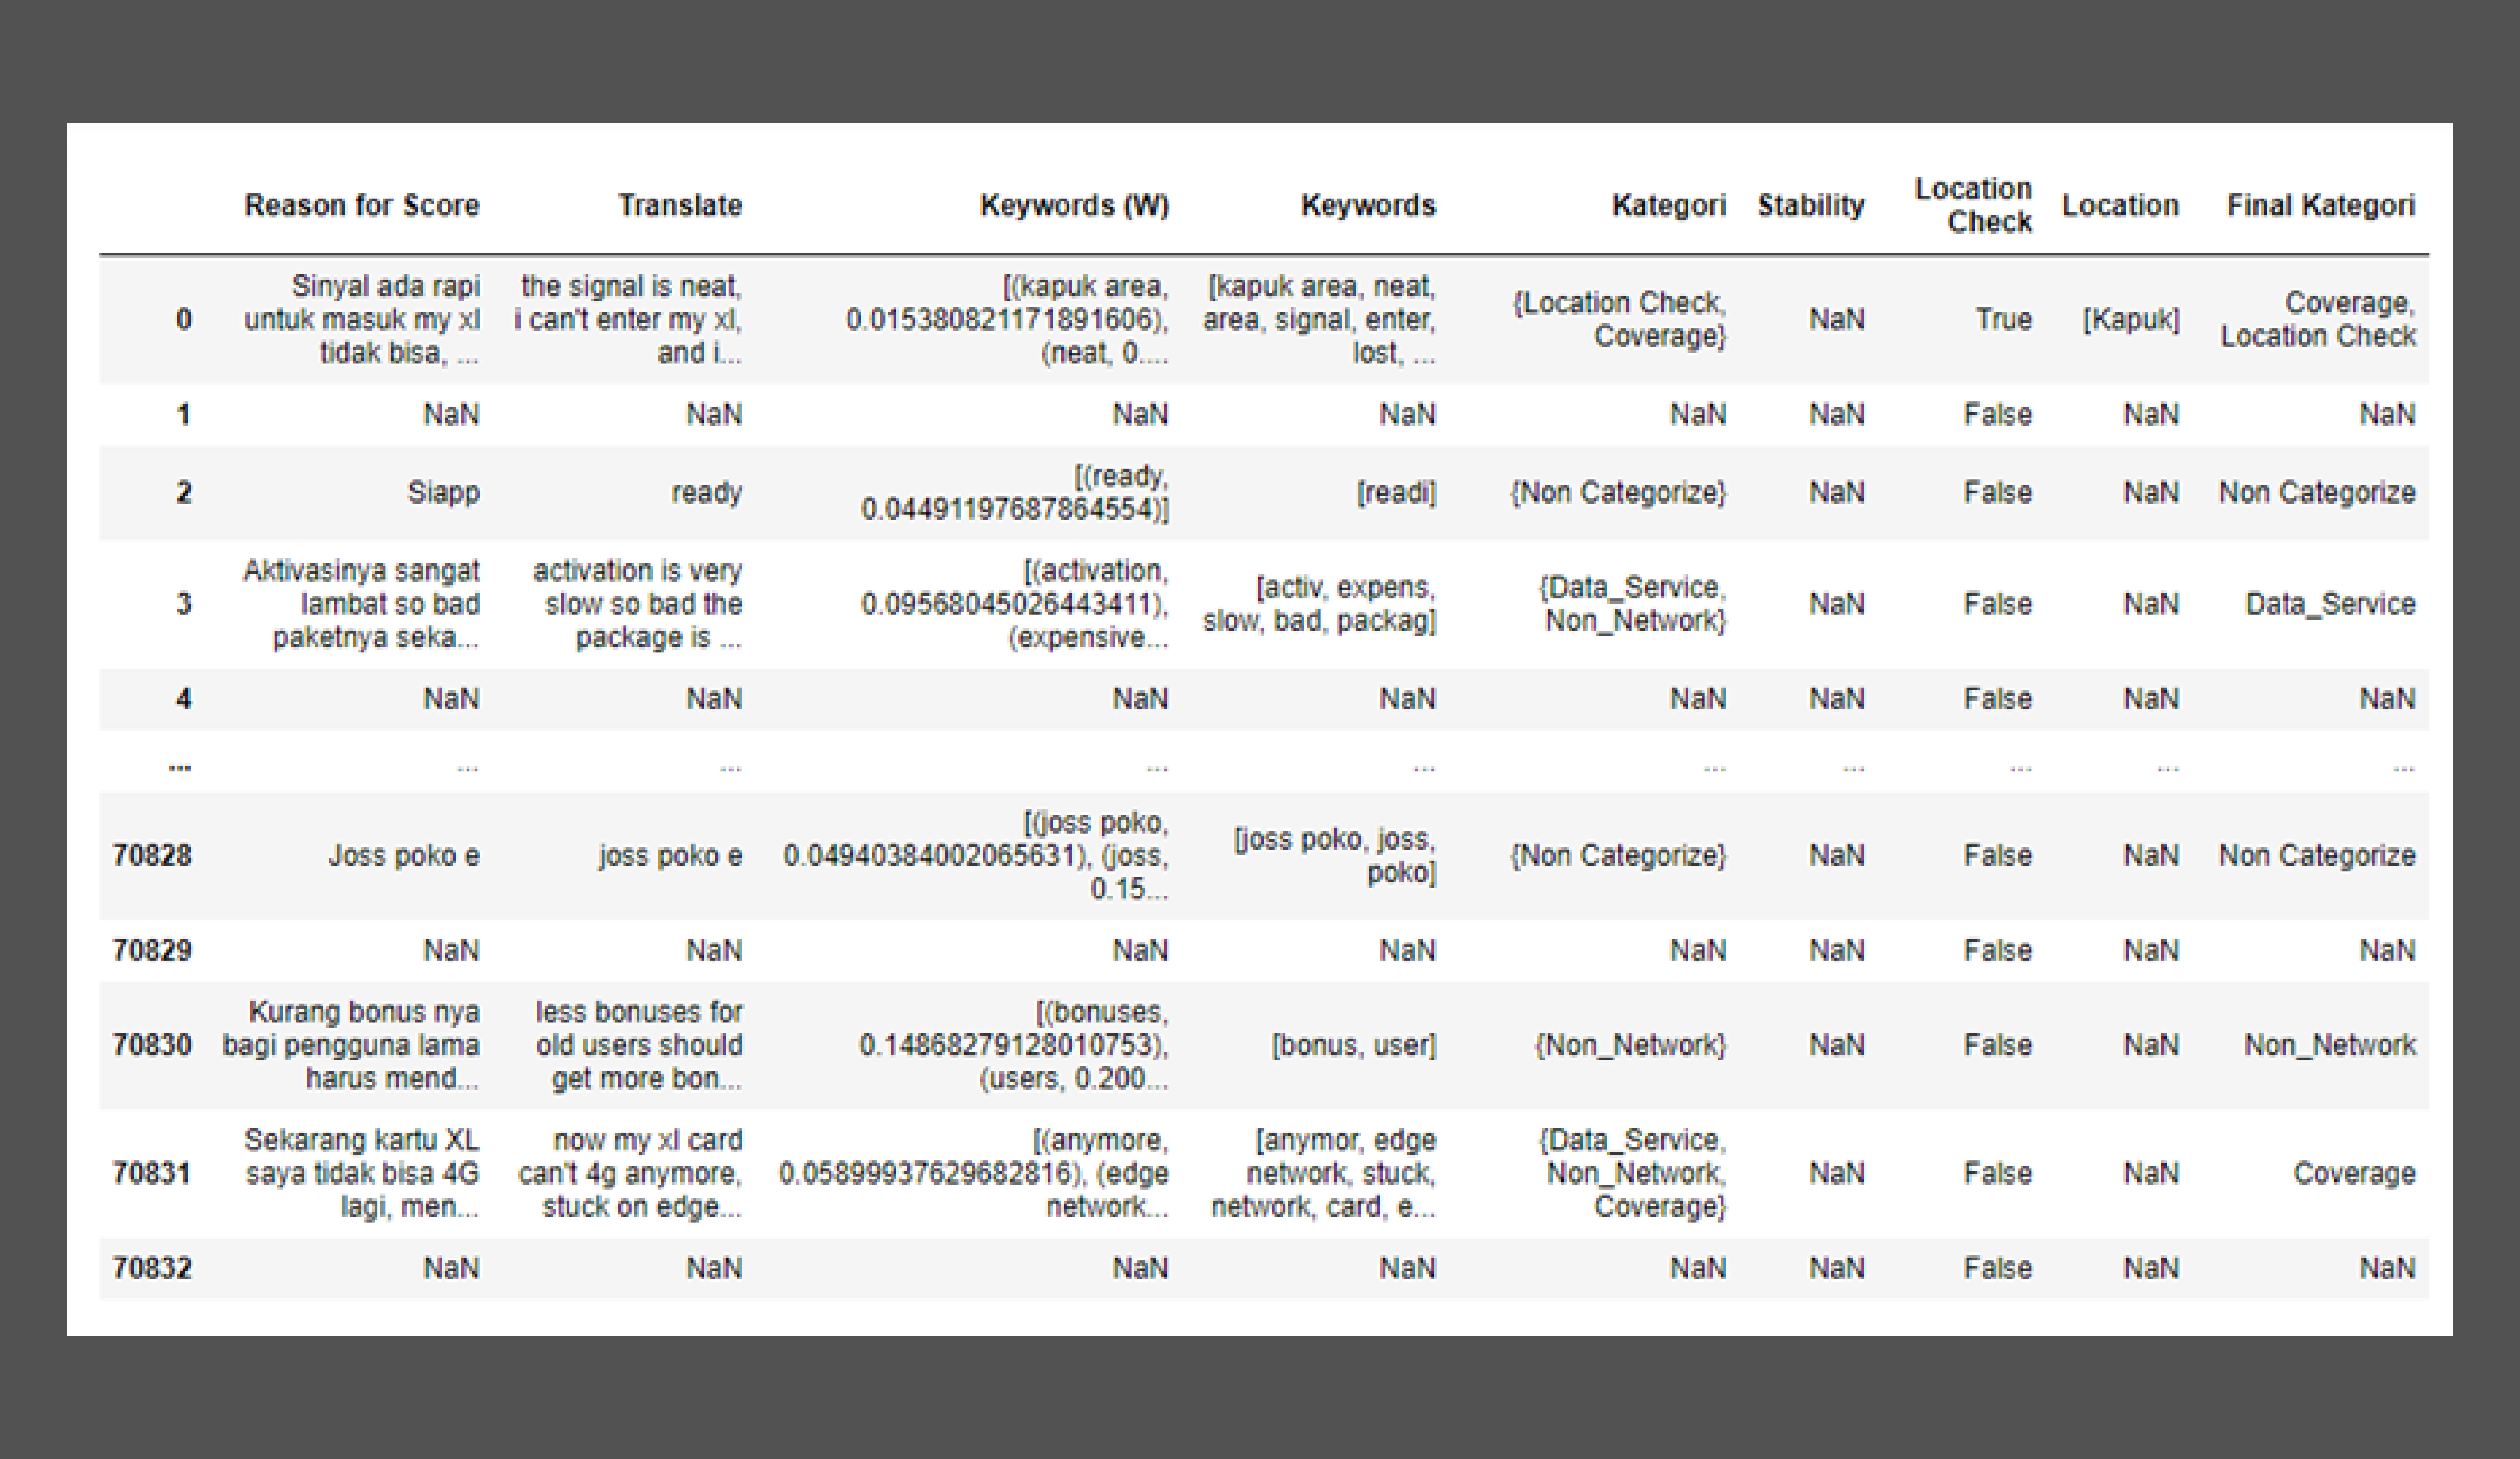 Reason for Score Translate Keywords (W) Keywords Kategori Stability Location Check Location Final Kategori
0 Sinyal ada rapi untuk masuk my xl tidak bisa, ... the signal is neat, i can't enter my xl, and i... [(kapuk area, 0.015380821171891606), (neat, 0.... [kapuk area, neat, area, signal, enter, lost, ... {Location Check, Coverage} NaN True [Kapuk] Coverage, Location Check
1 NaN NaN NaN NaN NaN NaN False NaN NaN
2 Siapp ready [(ready, 0.04491197687864554)] [readi] {Non Categorize} NaN False NaN Non Categorize
3 Aktivasinya sangat lambat so bad paketnya seka... activation is very slow so bad the package is ... [(activation, 0.09568045026443411), (expensive... [activ, expens, slow, bad, packag] {Data_Service, Non_Network} NaN False NaN Data_Service
4 NaN NaN NaN NaN NaN NaN False NaN NaN
... ... ... ... ... ... ... ... ... ...
70828 Joss poko e joss poko e [(joss poko, 0.04940384002065631), (joss, 0.15... [joss poko, joss, poko] {Non Categorize} NaN False NaN Non Categorize
70829 NaN NaN NaN NaN NaN NaN False NaN NaN
70830 Kurang bonus nya bagi pengguna lama harus mend... less bonuses for old users should get more bon... [(bonuses, 0.14868279128010753), (users, 0.200... [bonus, user] {Non_Network} NaN False NaN Non_Network
70831 Sekarang kartu XL saya tidak bisa 4G lagi, men... now my xl card can't 4g anymore, stuck on edge... [(anymore, 0.05899937629682816), (edge network... [anymor, edge network, stuck, network, card, e... {Data_Service, Non_Network, Coverage} NaN False NaN Coverage
70832 NaN NaN NaN NaN NaN NaN False NaN NaN